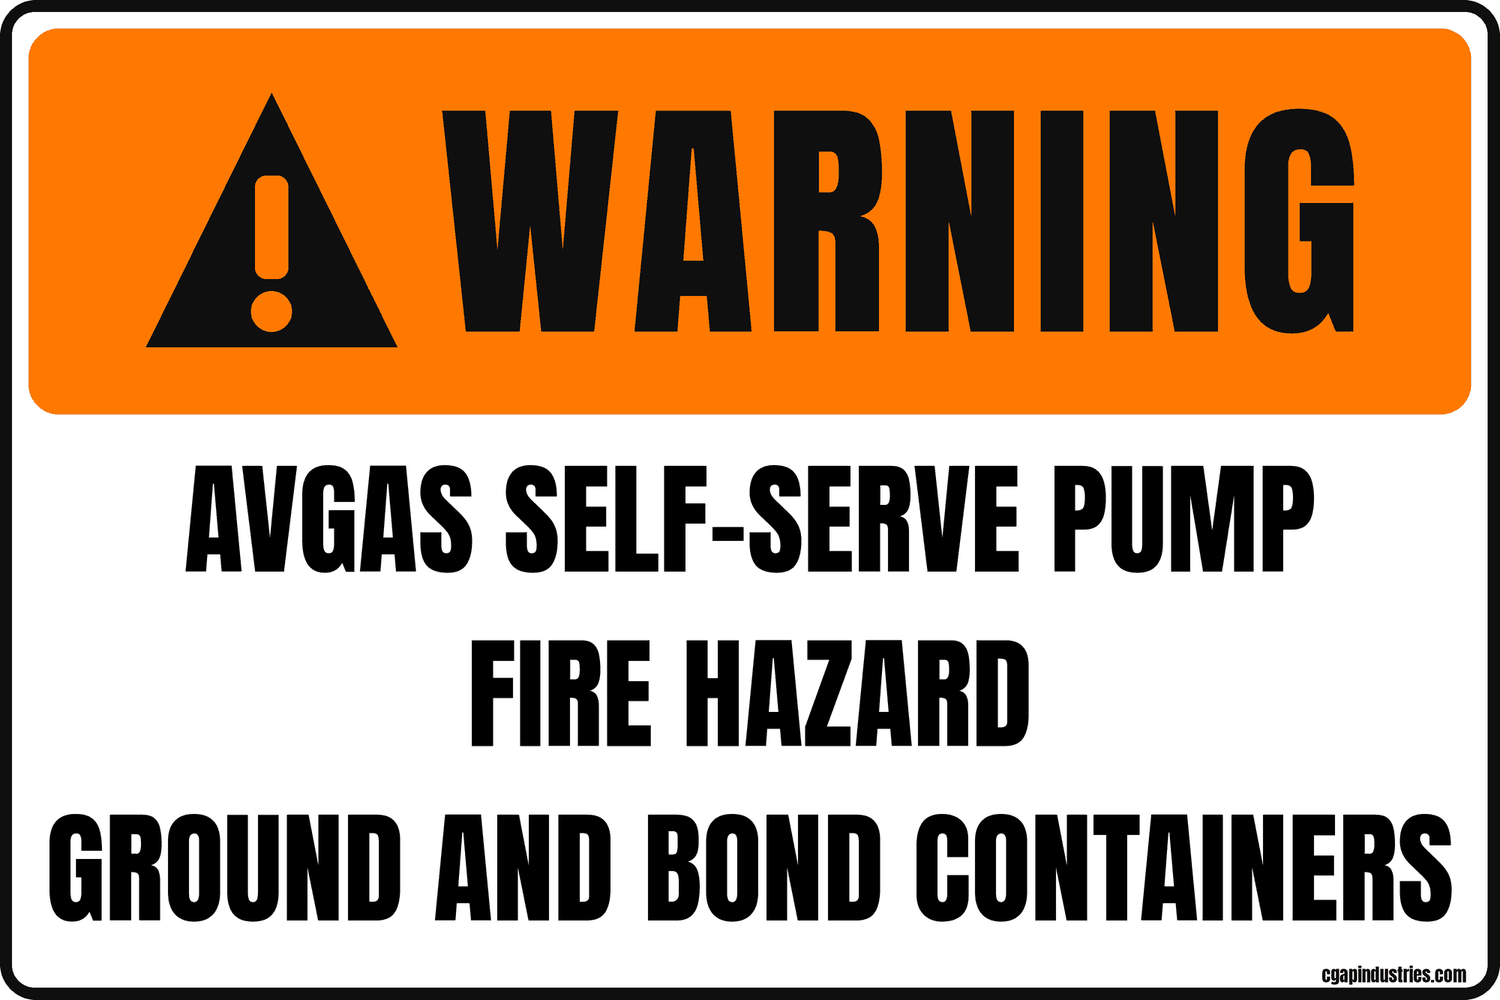 WARNING
AVGAS SELF-SERVE PUMP
FIRE HAZARD
GROUND AND BOND CONTAINERS
cgapindustries.com